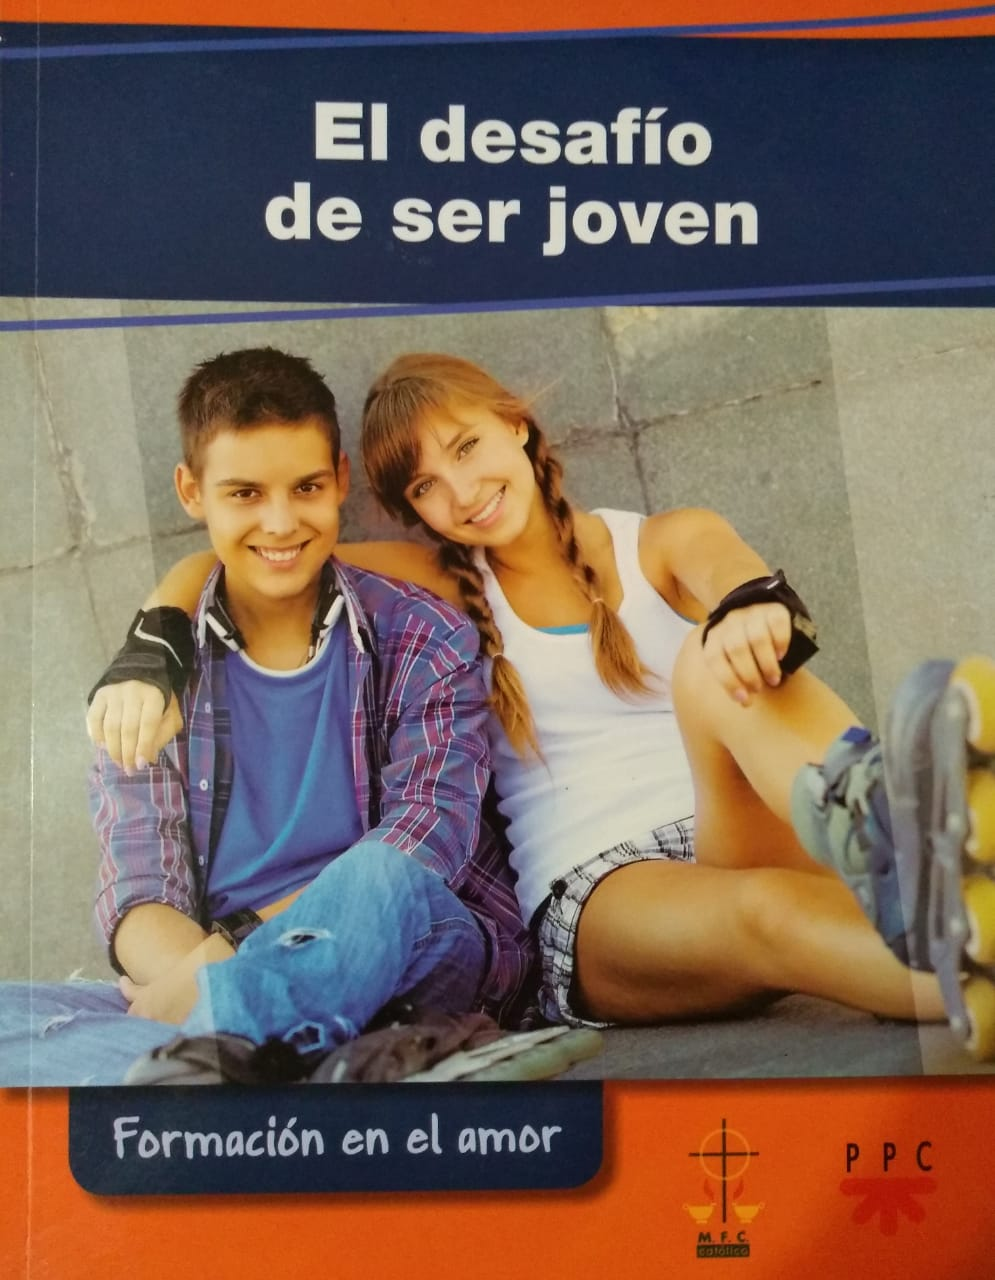 El desafío
de ser joven
Formación en el amor
M. F. C.
católico
PPC